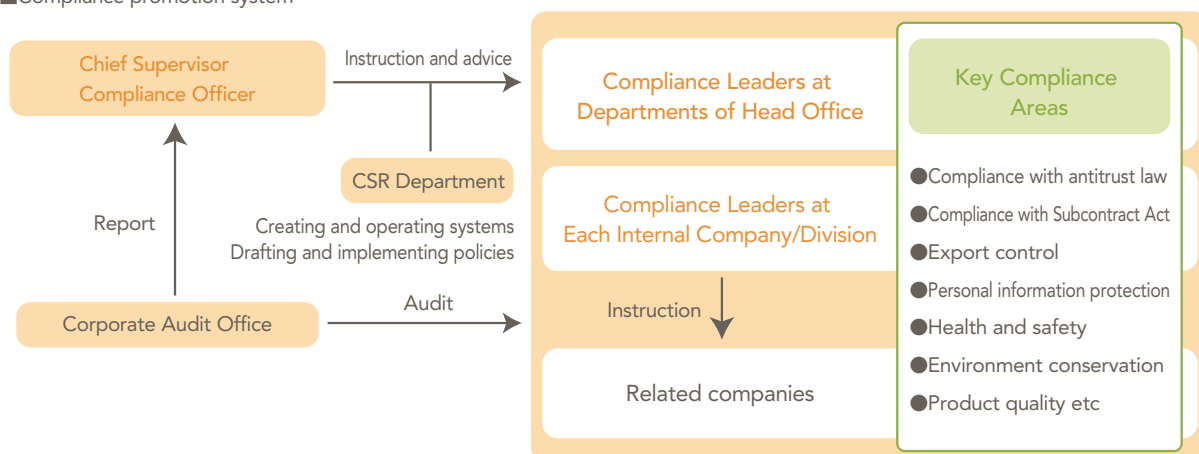 ■Compliance promotion system
Chief Supervisor
Compliance Officer
Instruction and advice
CSR Department
Creating and operating systems
Drafting and implementing policies
Report
Corporate Audit Office
Audit
Compliance Leaders at
Departments of Head Office
Compliance Leaders at
Each Internal Company/Division
Instruction
Related companies
Key Compliance
Areas
●Compliance with antitrust law
●Compliance with Subcontract Act
●Export control
●Personal information protection
●Health and safety
●Environment conservation
●Product quality etc